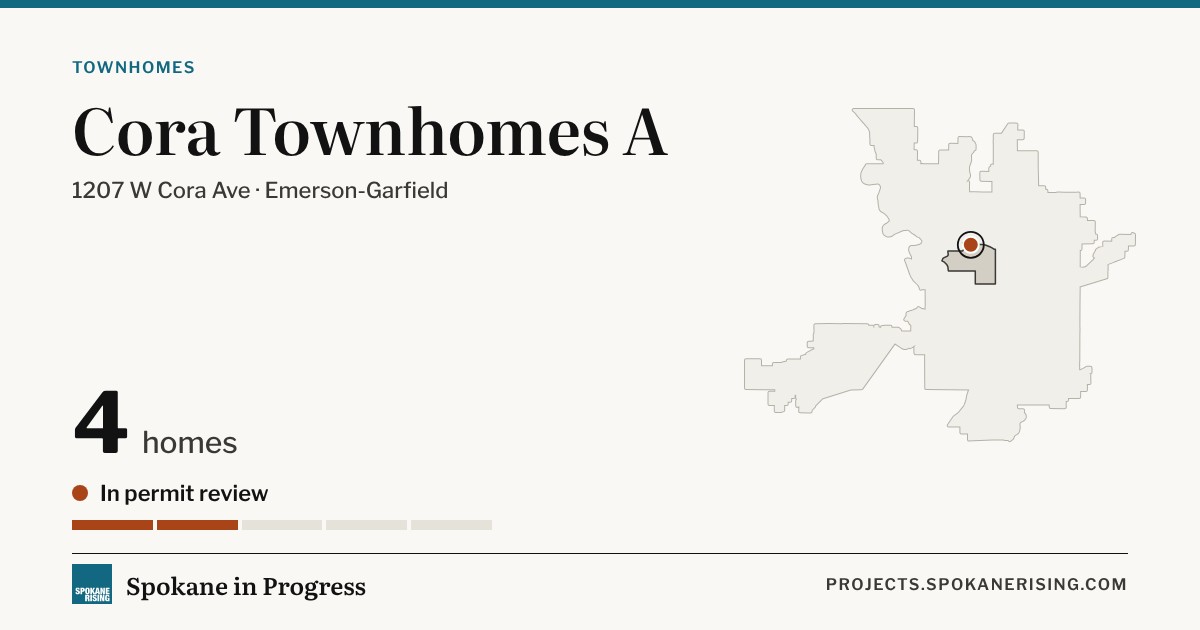 TOWNHOMES
Cora Townhomes A
1207 W Cora Ave · Emerson-Garfield
4 homes
In permit review
SPOKANE
RISING
Spokane in Progress
PROJECTS.SPOKANERISING.COM